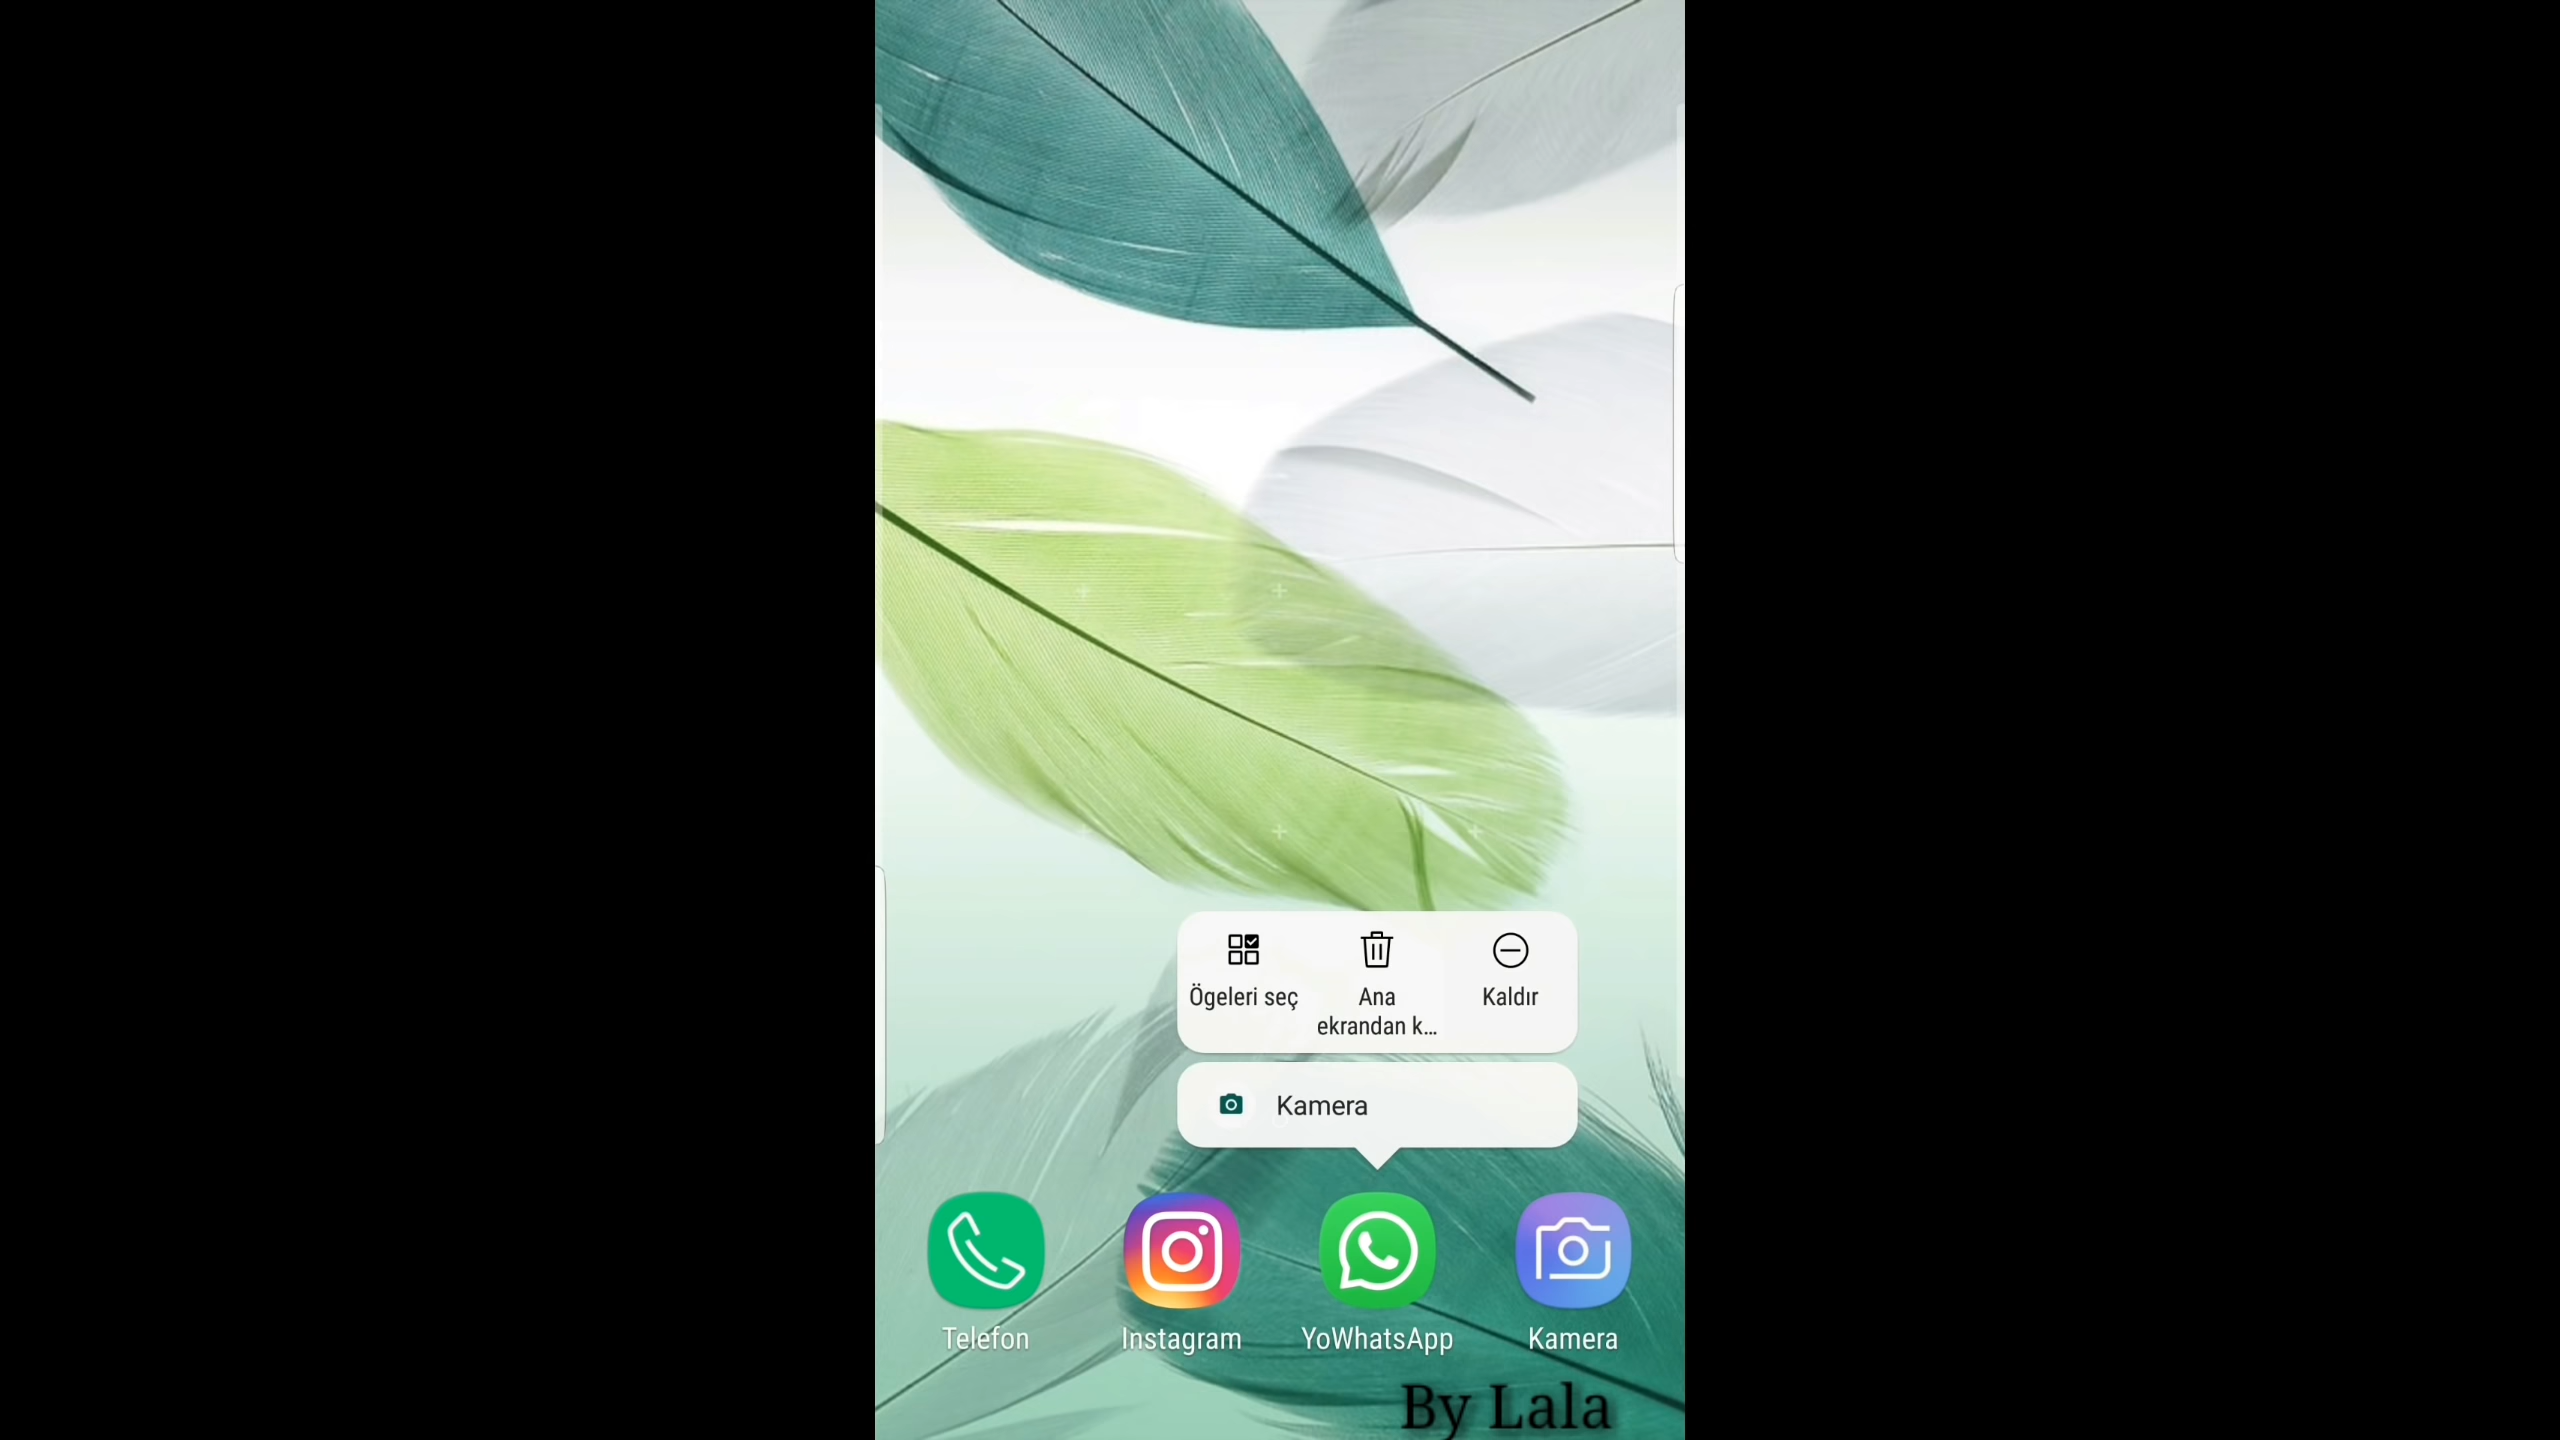 Ögeleri seç
Ana
ekrandan k...
Kaldır
Kamera
Telefon
Instagram
YoWhatsApp
Kamera
By Lala